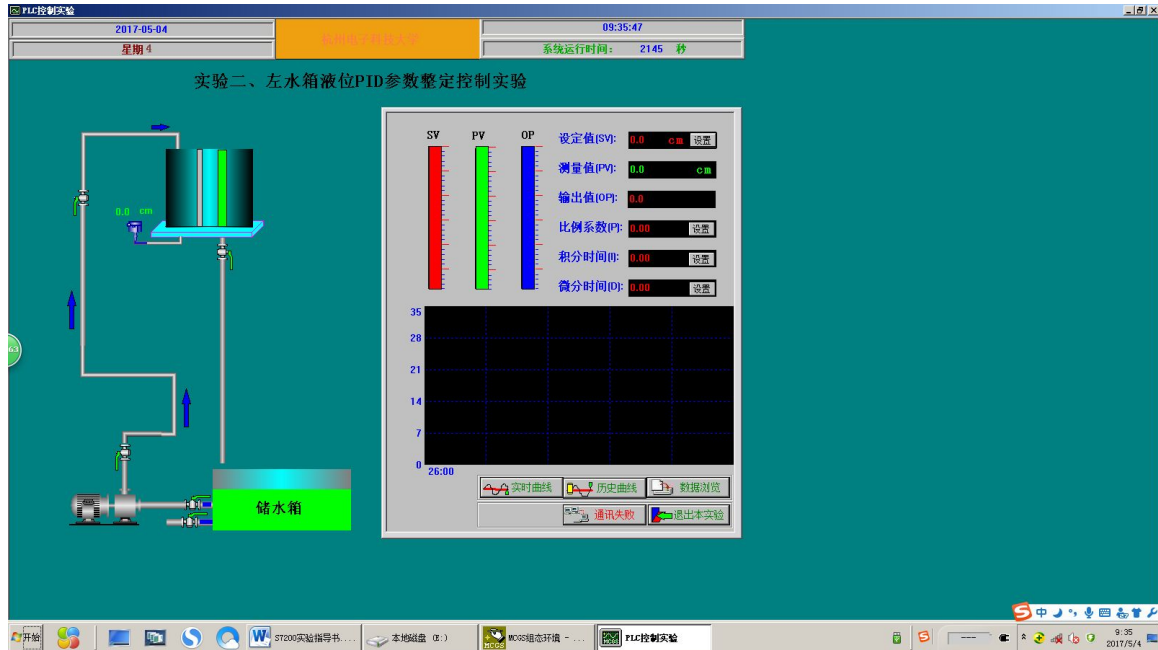 PLC控制实验
2017-05-04
星期 4
杭州电子科技大学
09:35:47
系统运行时间： 2145 秒
实验二、左水箱液位PID参数整定控制实验
SV PV OP
设定值(SV): 0.0 cm 设置
测量值(PV): 0.0 cm
输出值(OP): 0.0
比例系数(P): 0.00 设置
积分时间(I): 0.00 设置
微分时间(D): 0.00 设置
0.0 cm
35
28
21
14
7
0
26:00
实时曲线 历史曲线 数据浏览
通讯失败 退出本实验
储水箱
中
开始
S7200实验指导书....
本地磁盘 (E:)
MCGS组态环境 - ...
PLC控制实验
9:35
2017/5/4